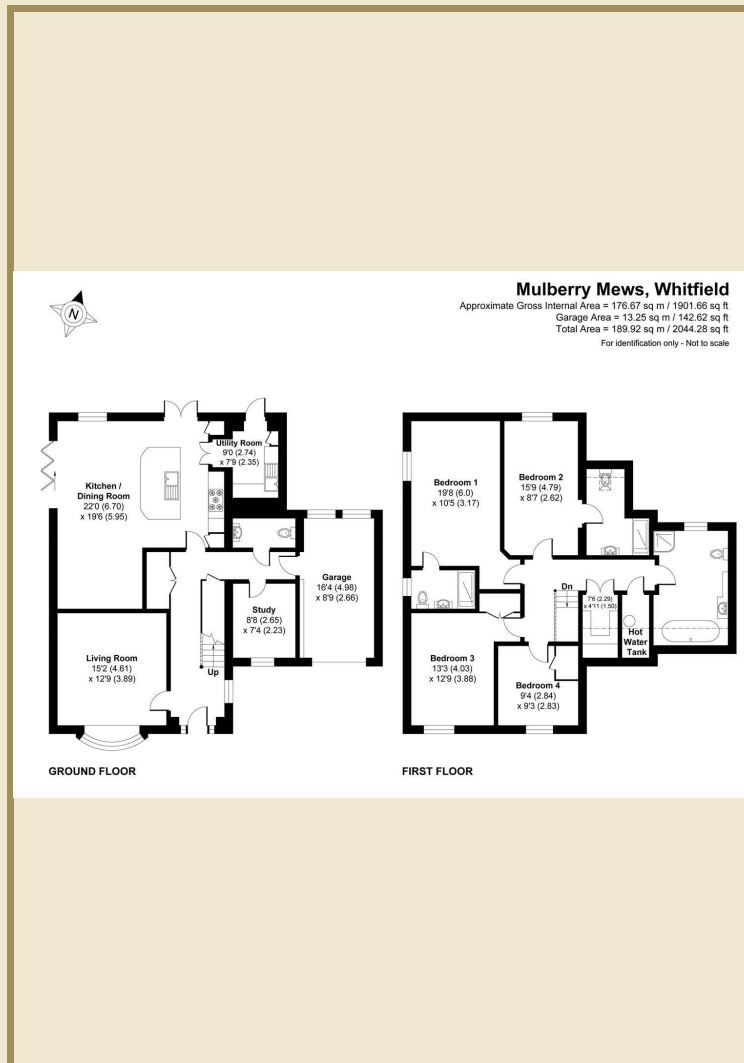 Mulberry Mews, Whitfield
Approximate Gross Internal Area = 176.67 sq m / 1901.66 sq ft
Garage Area = 13.25 sq m / 142.62 sq ft
Total Area = 189.92 sq m / 2044.28 sq ft
For identification only - Not to scale
N
Utility Room
9'0 (2.74)
x 7'9 (2.35)
Kitchen /
Dining Room
22'0 (6.70)
x 19'6 (5.95)
Garage
16'4 (4.98)
x 8'9 (2.66)
Study
8'8 (2.65)
x 7'4 (2.23)
Living Room
15'2 (4.61)
x 12'9 (3.89)
Up
GROUND FLOOR
Bedroom 1
19'8 (6.0)
x 10'5 (3.17)
Bedroom 2
15'9 (4.79)
x 8'7 (2.62)
Dn
7'6 (2.29)
x 4'11 (1.50)
Hot
Water
Tank
Bedroom 3
13'3 (4.03)
x 12'9 (3.88)
Bedroom 4
9'4 (2.84)
x 9'3 (2.83)
FIRST FLOOR